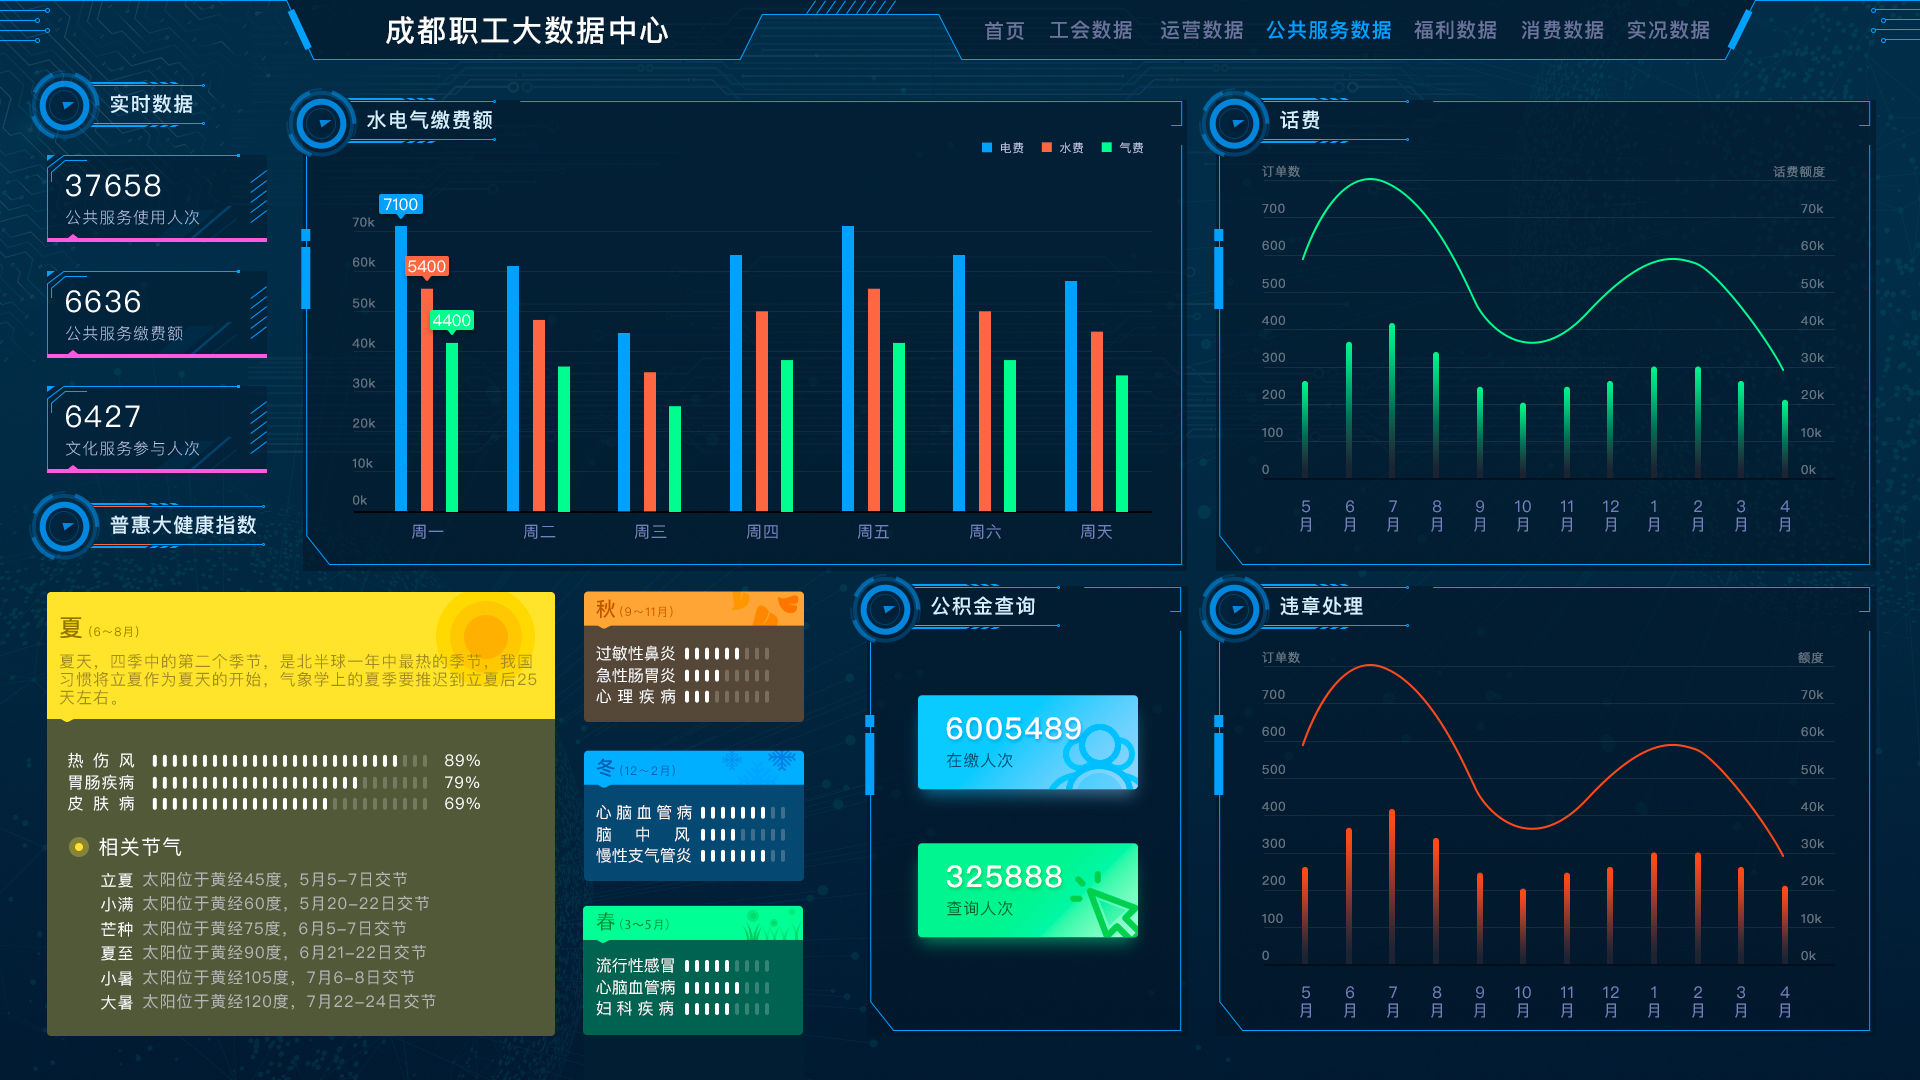 成都职工大数据中心
首页 工会数据 运营数据 公共服务数据 福利数据 消费数据 实况数据
实时数据
37658
公共服务使用人次
6636
公共服务缴费额
6427
文化服务参与人次
普惠大健康指数
水电气缴费额
电费 水费 气费
7100
5400
4400
70k
60k
50k
40k
30k
20k
10k
0k
周一 周二 周三 周四 周五 周六 周天
话费
订单数 话费额度
700 70k
600 60k
500 50k
400 40k
300 30k
200 20k
100 10k
0 0k
5月 6月 7月 8月 9月 10月 11月 12月 1月 2月 3月 4月
夏 (6～8月)
夏天，四季中的第二个季节，是北半球一年中最热的季节，我国
习惯将立夏作为夏天的开始，气象学上的夏季要推迟到立夏后25
天左右。
热伤风 89%
胃肠疾病 79%
皮肤病 69%
相关节气
立夏 太阳位于黄经45度，5月5-7日交节
小满 太阳位于黄经60度，5月20-22日交节
芒种 太阳位于黄经75度，6月5-7日交节
夏至 太阳位于黄经90度，6月21-22日交节
小暑 太阳位于黄经105度，7月6-8日交节
大暑 太阳位于黄经120度，7月22-24日交节
秋 (9～11月)
过敏性鼻炎
急性肠胃炎
心理疾病
冬 (12～2月)
心脑血管病
脑中风
慢性支气管炎
春 (3～5月)
流行性感冒
心脑血管病
妇科疾病
公积金查询
6005489
在缴人次
325888
查询人次
违章处理
订单数 额度
700 70k
600 60k
500 50k
400 40k
300 30k
200 20k
100 10k
0 0k
5月 6月 7月 8月 9月 10月 11月 12月 1月 2月 3月 4月